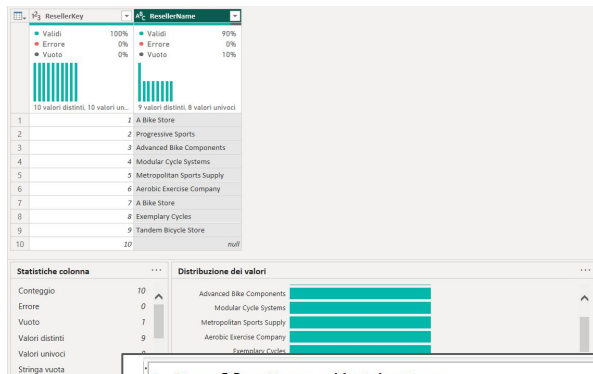 1²3 ResellerKey
AᴮC ResellerName
Validi 100%
Errore 0%
Vuoto 0%
Validi 90%
Errore 0%
Vuoto 10%
10 valori distinti, 10 valori un...
9 valori distinti, 8 valori univoci
1 1 A Bike Store
2 2 Progressive Sports
3 3 Advanced Bike Components
4 4 Modular Cycle Systems
5 5 Metropolitan Sports Supply
6 6 Aerobic Exercise Company
7 7 A Bike Store
8 8 Exemplary Cycles
9 9 Tandem Bicycle Store
10 10 null
Statistiche colonna ...
Conteggio 10
Errore 0
Vuoto 1
Valori distinti 9
Valori univoci
Stringa vuota
Distribuzione dei valori ...
Advanced Bike Components
Modular Cycle Systems
Metropolitan Sports Supply
Aerobic Exercise Company
Exemplary Cycles